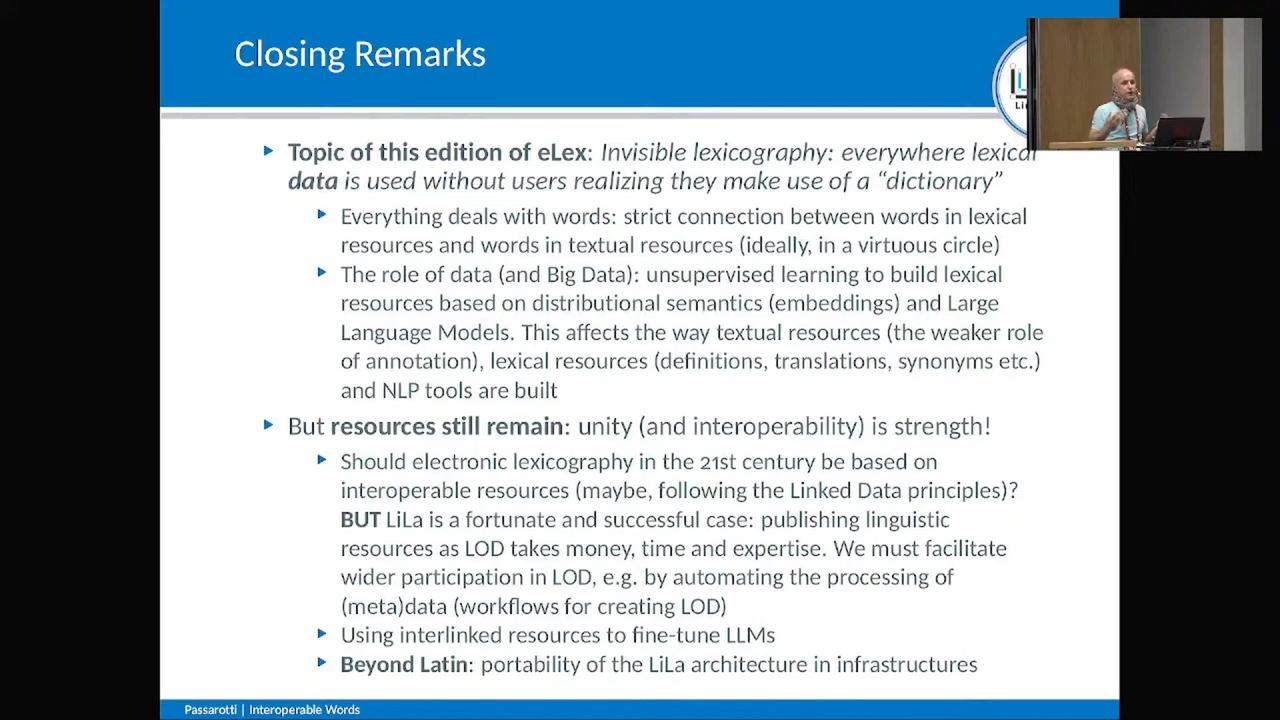 Closing Remarks
Topic of this edition of eLex: Invisible lexicography: everywhere lexical
data is used without users realizing they make use of a “dictionary”
Everything deals with words: strict connection between words in lexical
resources and words in textual resources (ideally, in a virtuous circle)
The role of data (and Big Data): unsupervised learning to build lexical
resources based on distributional semantics (embeddings) and Large
Language Models. This affects the way textual resources (the weaker role
of annotation), lexical resources (definitions, translations, synonyms etc.)
and NLP tools are built
But resources still remain: unity (and interoperability) is strength!
Should electronic lexicography in the 21st century be based on
interoperable resources (maybe, following the Linked Data principles)?
BUT LiLa is a fortunate and successful case: publishing linguistic
resources as LOD takes money, time and expertise. We must facilitate
wider participation in LOD, e.g. by automating the processing of
(meta)data (workflows for creating LOD)
Using interlinked resources to fine-tune LLMs
Beyond Latin: portability of the LiLa architecture in infrastructures
Passarotti | Interoperable Words